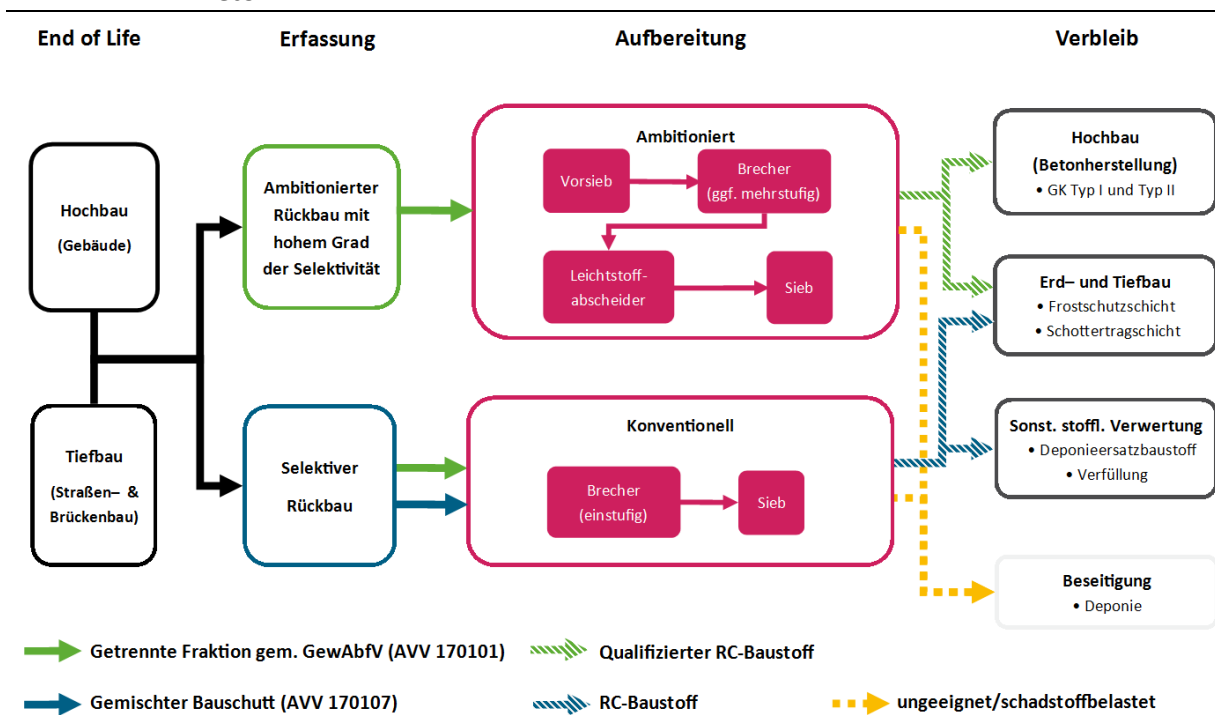 End of Life
Erfassung
Aufbereitung
Verbleib
Hochbau
(Gebäude)
Tiefbau
(Straßen– &
Brückenbau)
Ambitionierter
Rückbau mit
hohem Grad
der Selektivität
Selektiver
Rückbau
Ambitioniert
Vorsieb
Brecher
(ggf. mehrstufig)
Leichtstoff-
abscheider
Sieb
Konventionell
Brecher
(einstufig)
Sieb
Hochbau
(Betonherstellung)
• GK Typ I und Typ II
Erd– und Tiefbau
• Frostschutzschicht
• Schottertragschicht
Sonst. stoffl. Verwertung
• Deponieersatzbaustoff
• Verfüllung
Beseitigung
• Deponie
Getrennte Fraktion gem. GewAbfV (AVV 170101)
Qualifizierter RC-Baustoff
Gemischter Bauschutt (AVV 170107)
RC-Baustoff
ungeeignet/schadstoffbelastet